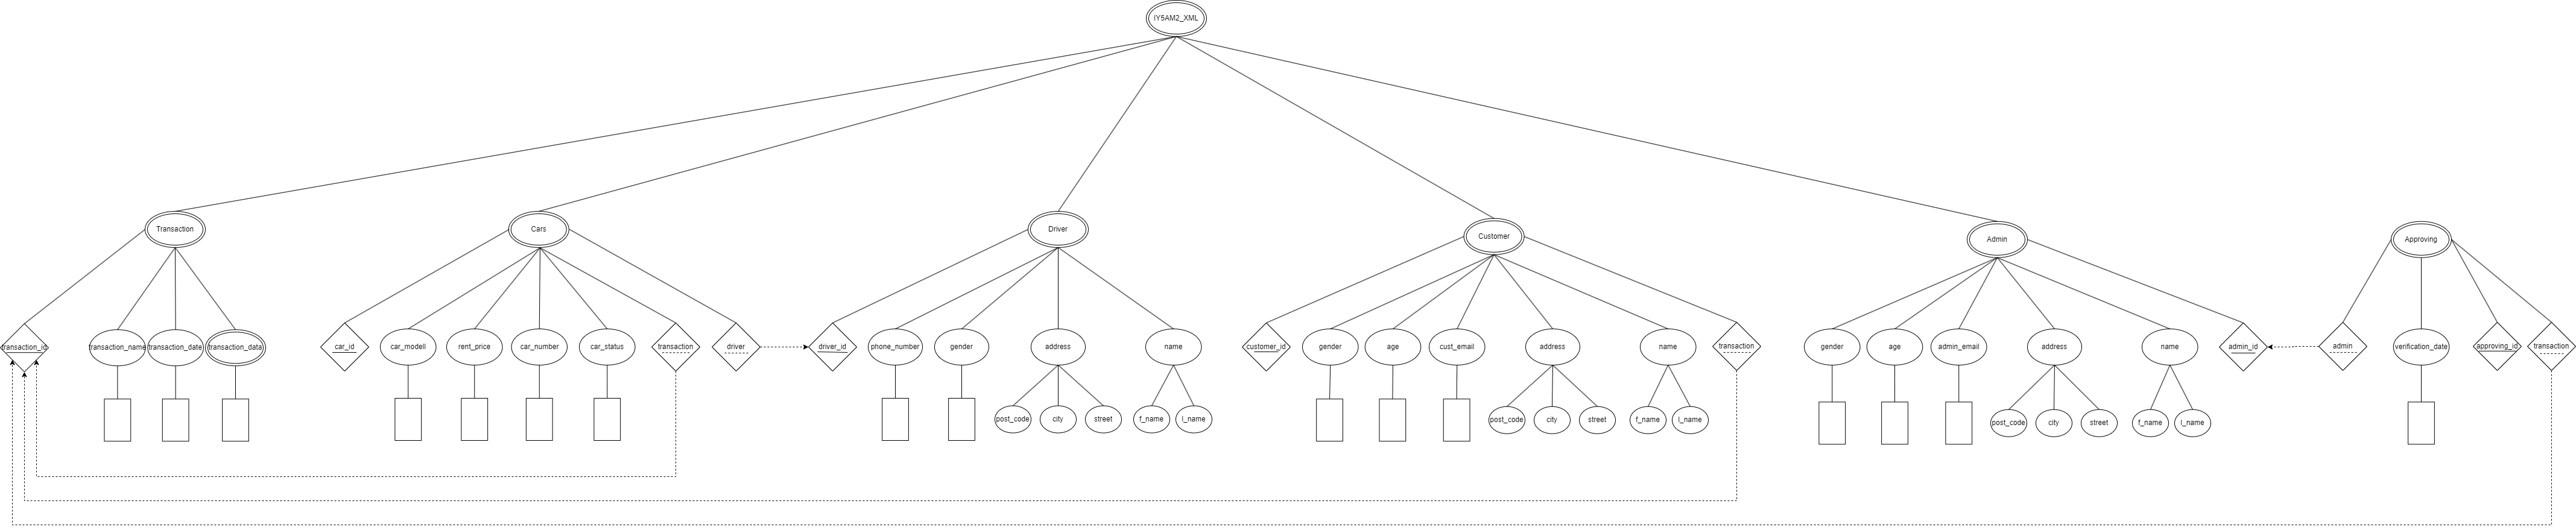 IY5AM2_XML
Transaction
Cars
Driver
Customer
Admin
Approving
transaction_id
transaction_name
transaction_date
transaction_data)
car_id
car_modell
rent_price
car_number
car_status
transaction
driver
driver_id
phone_number
gender
address
name
customer_id
gender
age
cust_email
address
name
transaction
gender
age
admin_email
address
name
admin_id
admin
verification_date
approving_id
transaction
post_code
city
street
f_name
l_name
post_code
city
street
f_name
l_name
post_code
city
street
f_name
l_name